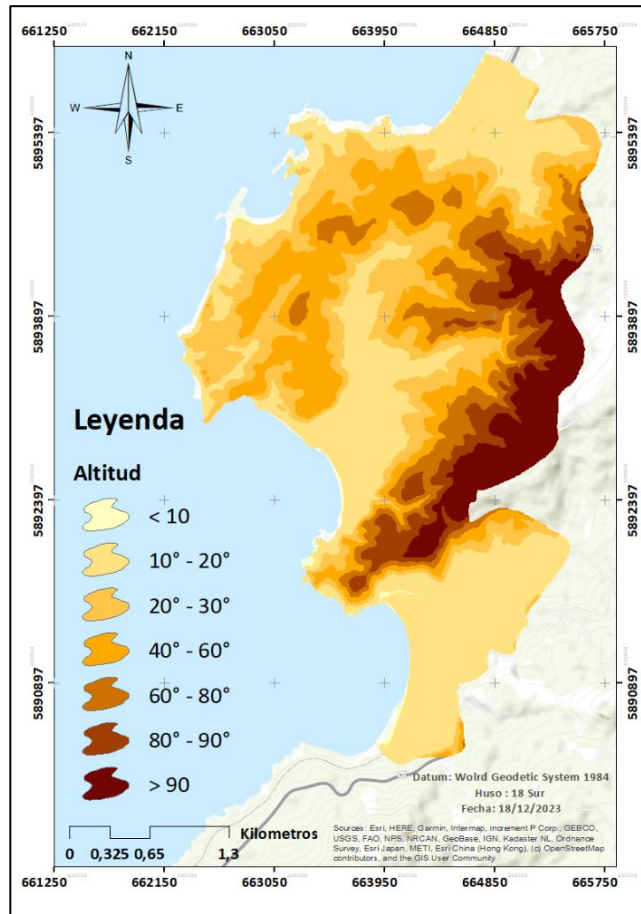 661250 662150 663050 663950 664850 665750
N
W E
S
5895397 5895397
5893897 5893897
Leyenda
Altitud
5892397 5892397
< 10
10° - 20°
20° - 30°
40° - 60°
5890897 5890897
60° - 80°
80° - 90°
> 90
Datum: Wolrd Geodetic System 1984
Huso : 18 Sur
Fecha: 18/12/2023
Kilometros
0 0,325 0,65 1,3
Sources: Esri, HERE, Garmin, Intermap, increment P Corp., GEBCO,
USGS, FAO, NPS, NRCAN, GeoBase, IGN, Kadaster NL, Ordnance
Survey, Esri Japan, METI, Esri China (Hong Kong), (c) OpenStreetMap
contributors, and the GIS User Community
661250 662150 663050 663950 664850 665750